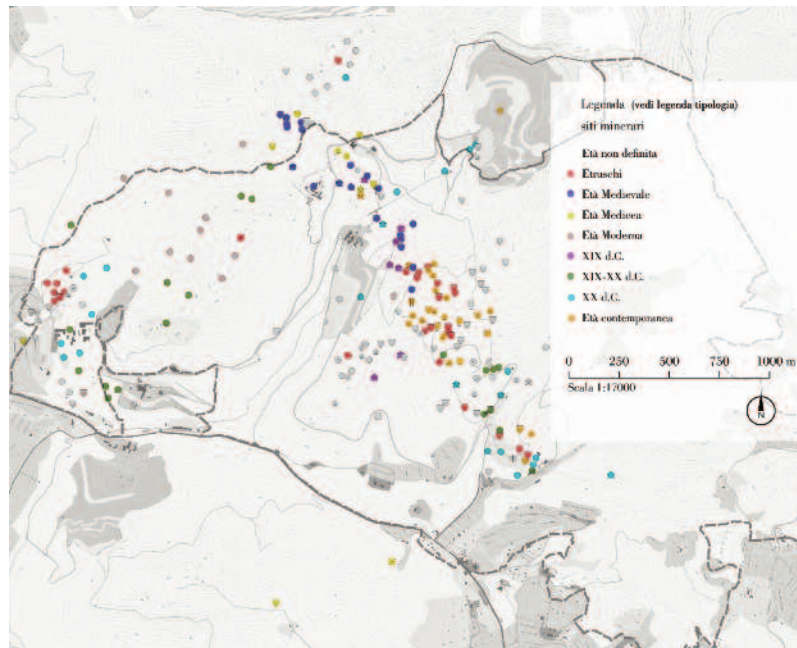 Legenda (vedi legenda tipologia)
siti minerari
Età non definita
Etruschi
Età Medievale
Età Medicea
Età Moderna
XIX d.C.
XIX-XX d.C.
XX d.C.
Età contemporanea
0 250 500 750 1000 m
Scala 1:17000
N